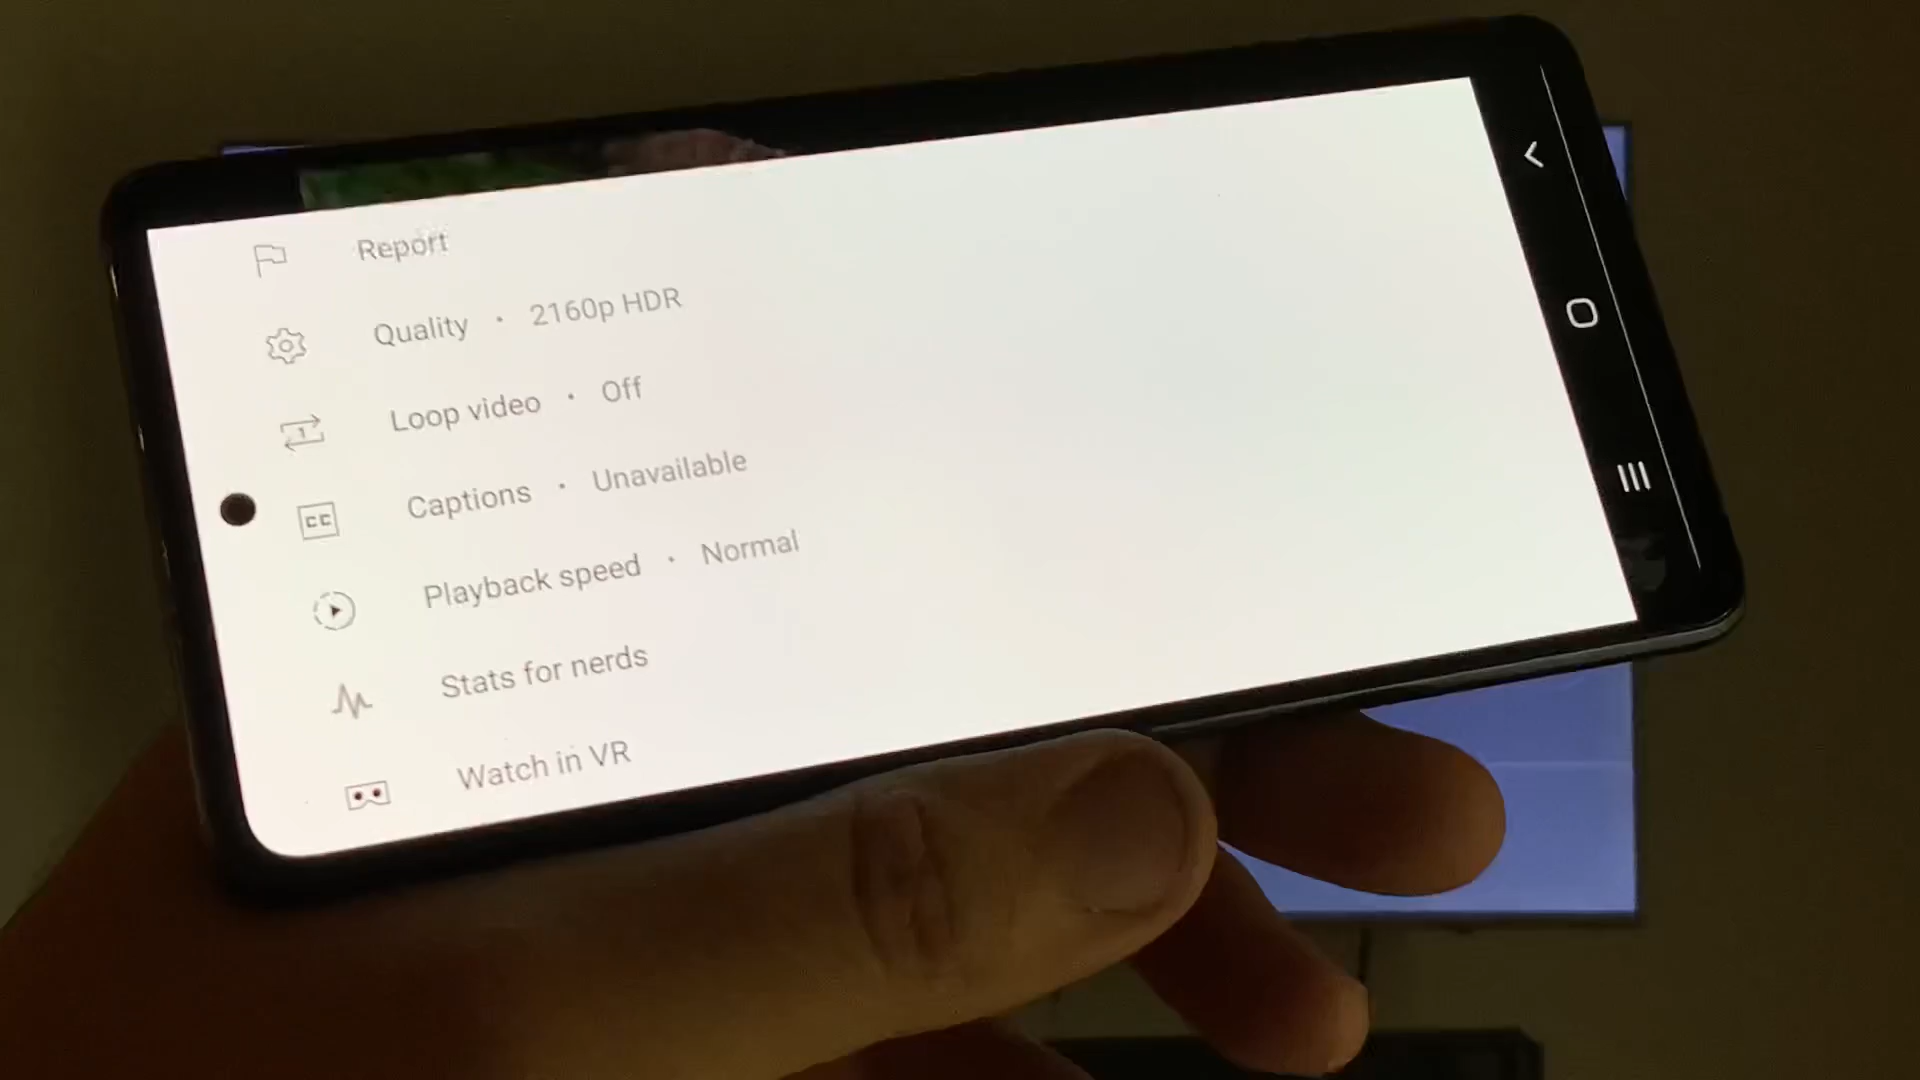 Report
Quality • 2160p HDR
Loop video • Off
Captions • Unavailable
Playback speed • Normal
Stats for nerds
Watch in VR